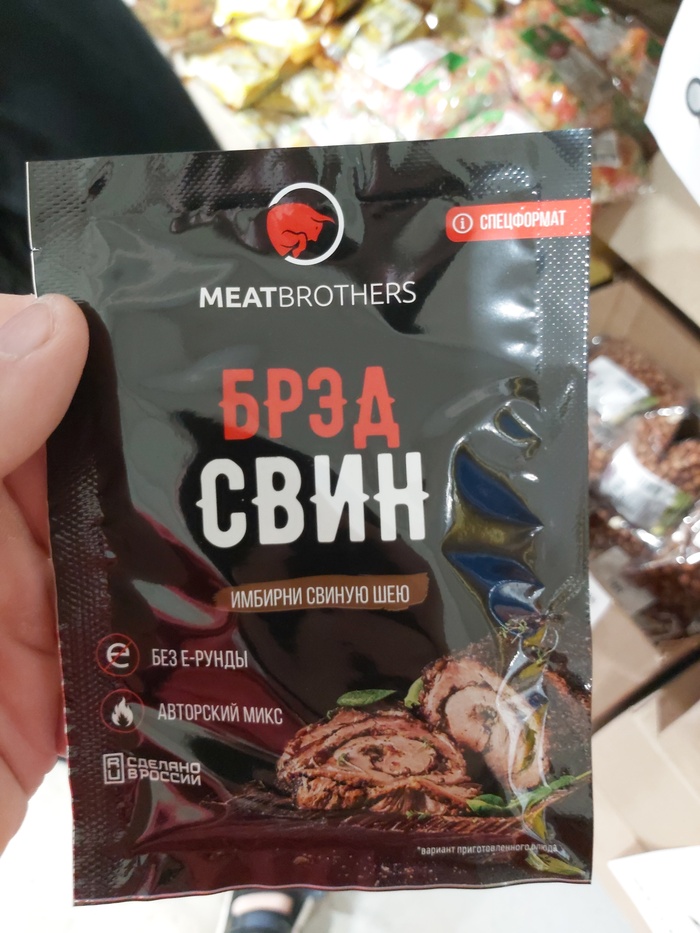 СПЕЦФОРМАТ
MEATBROTHERS
БРЭД
СВИН
ИМБИРНИ СВИНУЮ ШЕЮ
БЕЗ Е-РУНДЫ
АВТОРСКИЙ МИКС
СДЕЛАНО
В РОССИИ
*вариант приготовленного блюда